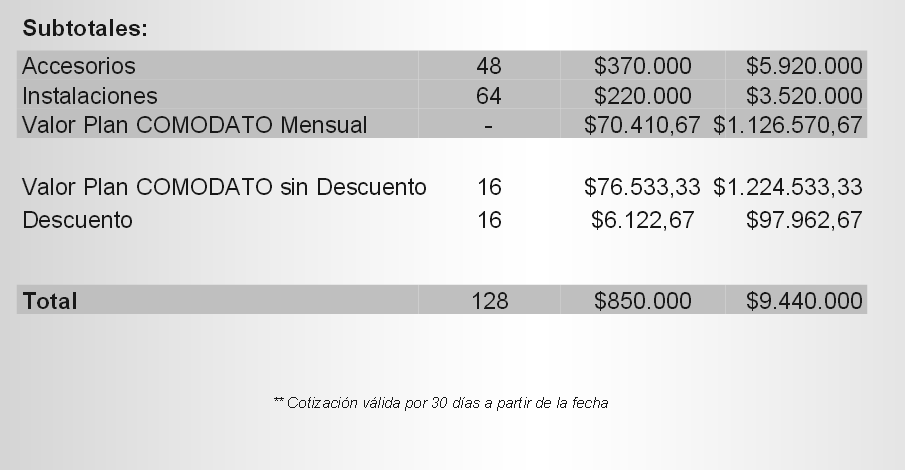 Subtotales:
Accesorios 48 $370.000 $5.920.000
Instalaciones 64 $220.000 $3.520.000
Valor Plan COMODATO Mensual - $70.410,67 $1.126.570,67
Valor Plan COMODATO sin Descuento 16 $76.533,33 $1.224.533,33
Descuento 16 $6.122,67 $97.962,67
Total 128 $850.000 $9.440.000
** Cotización válida por 30 días a partir de la fecha